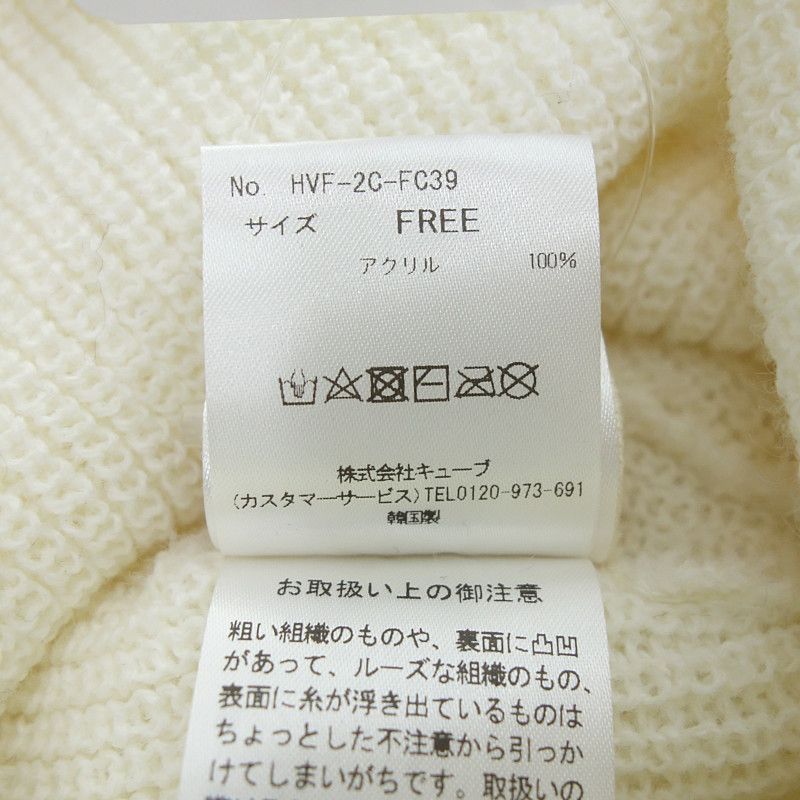 No. HVF-2C-FC39
サイズ FREE
アクリル 100%
株式会社キューブ
(カスタマーサービス)TEL0120-973-691
韓国製
お取扱い上の御注意
粗い組織のものや、裏面に凸凹
があって、ルーズな組織のもの、
表面に糸が浮き出ているものは
ちょっとした不注意から引っか
けてしまいがちです。取扱いの